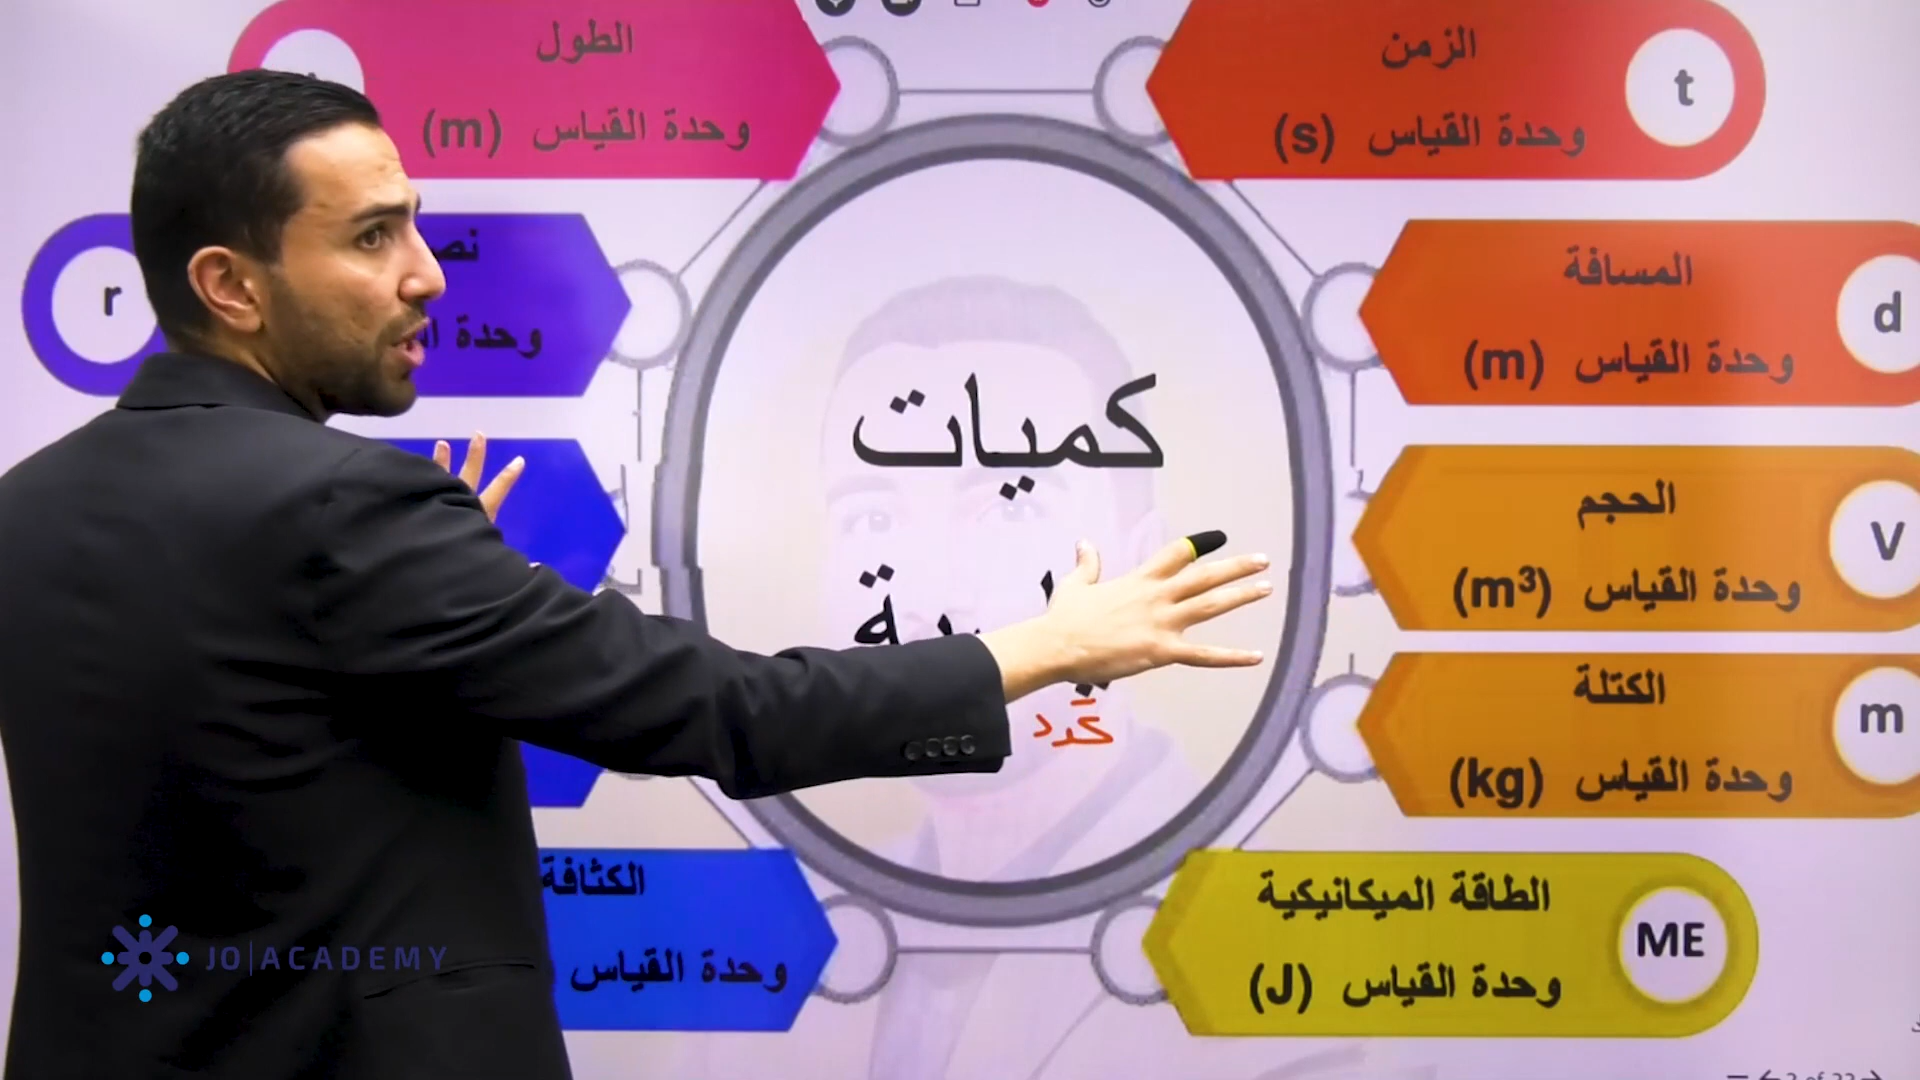 الطول
وحدة القياس (m)
الزمن
وحدة القياس (s)
t
وحدة
r
المسافة
وحدة القياس (m)
d
كميات
الحجم
وحدة القياس (m³)
V
الكتلة
وحدة القياس (kg)
m
الكثافة
وحدة القياس
الطاقة الميكانيكية
وحدة القياس (J)
ME
JO|ACADEMY